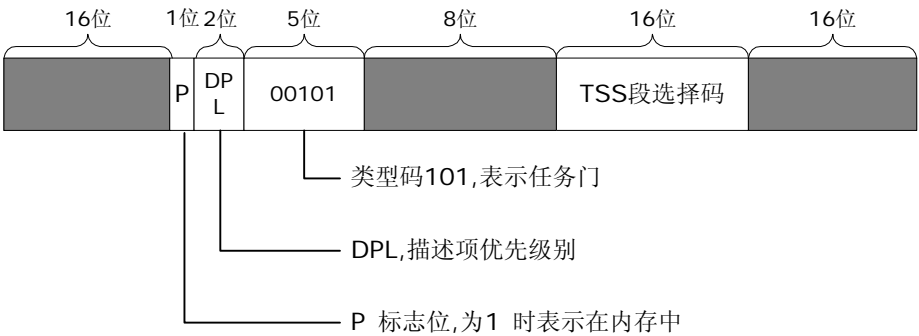 16位 1位 2位 5位 8位 16位 16位
P DP 00101 TSS段选择码
L
类型码101,表示任务门
DPL,描述项优先级别
P 标志位,为1 时表示在内存中